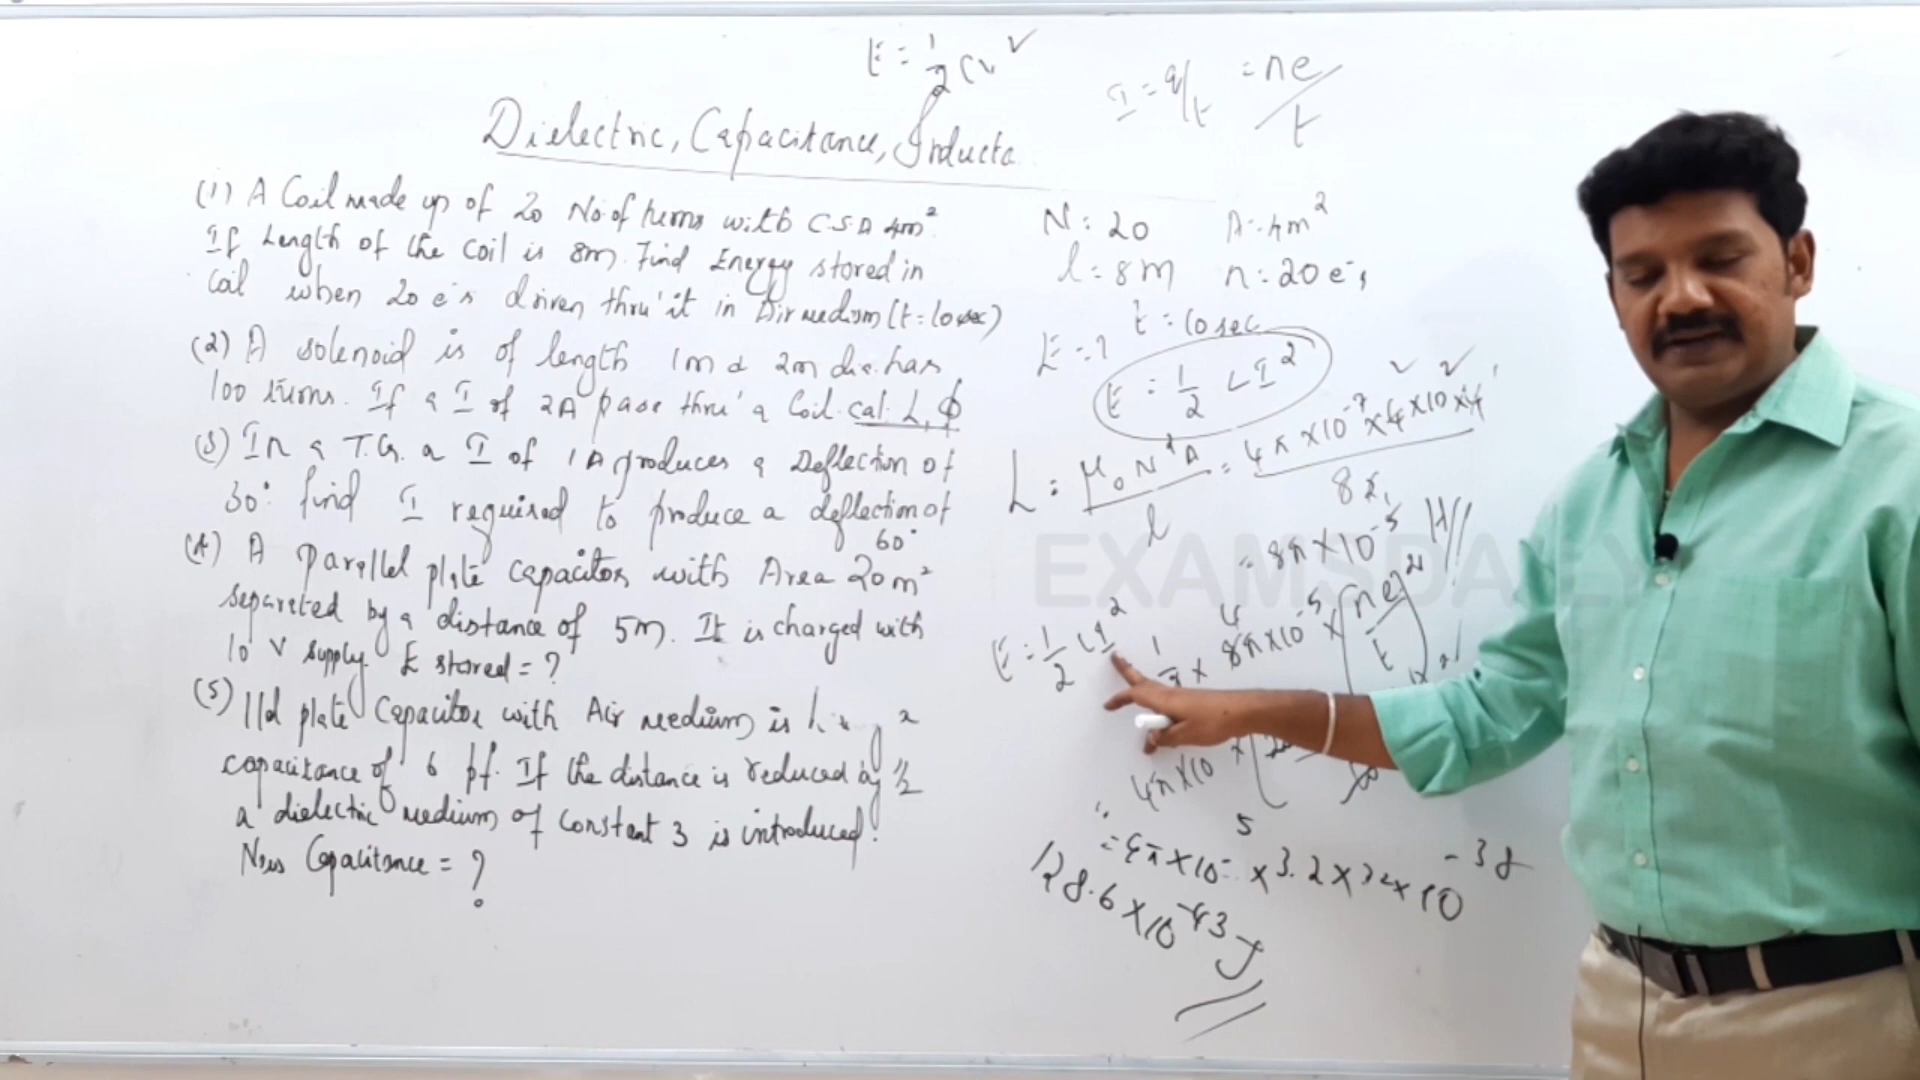 E = 1/2 CV²
I = q/t = ne/t
Dielectric, Capacitance, Inducta
(1) A Coil made up of 20 No. of turns with C.S.A 4m².
If Length of the coil is 8m. Find Energy stored in
coil when 20 e⁻s driven thru' it in Air medium (t = 10 sec)
(2) A solenoid is of length 1m & 2m dia. has
100 turns. If a I of 2A pass thru' a Coil. cal. L, ϕ
(3) In a T.G. a I of 1A produces a Deflection of
30°. find I required to produce a deflection of
60°
(4) A parallel plate capacitor with Area 20m²
separated by a distance of 5m. It is charged with
10 V supply E stored = ?
(5) ||l plate Capacitor with Air medium is
capacitance of 6 pf. If the distance is reduced by 1/2
a dielectric medium of constant 3 is introduced.
New Capacitance = ?
N = 20 A = 4m²
l = 8m n = 20 e⁻s
t = 10 sec
E = ?
E = 1/2 LI²
L = μ₀N²A / l = 4π×10⁻⁷×4×10×4 / 8
= 8π×10⁻⁵ H//
E = 1/2 LI² 1/2 × 8π×10⁻⁵ × (ne/t)²
4π×10
= 4π×10⁻⁵ × 3.2 × 3.2 × 10⁻³⁸
128.6×10⁻⁴³ J
EXAMSDAILY